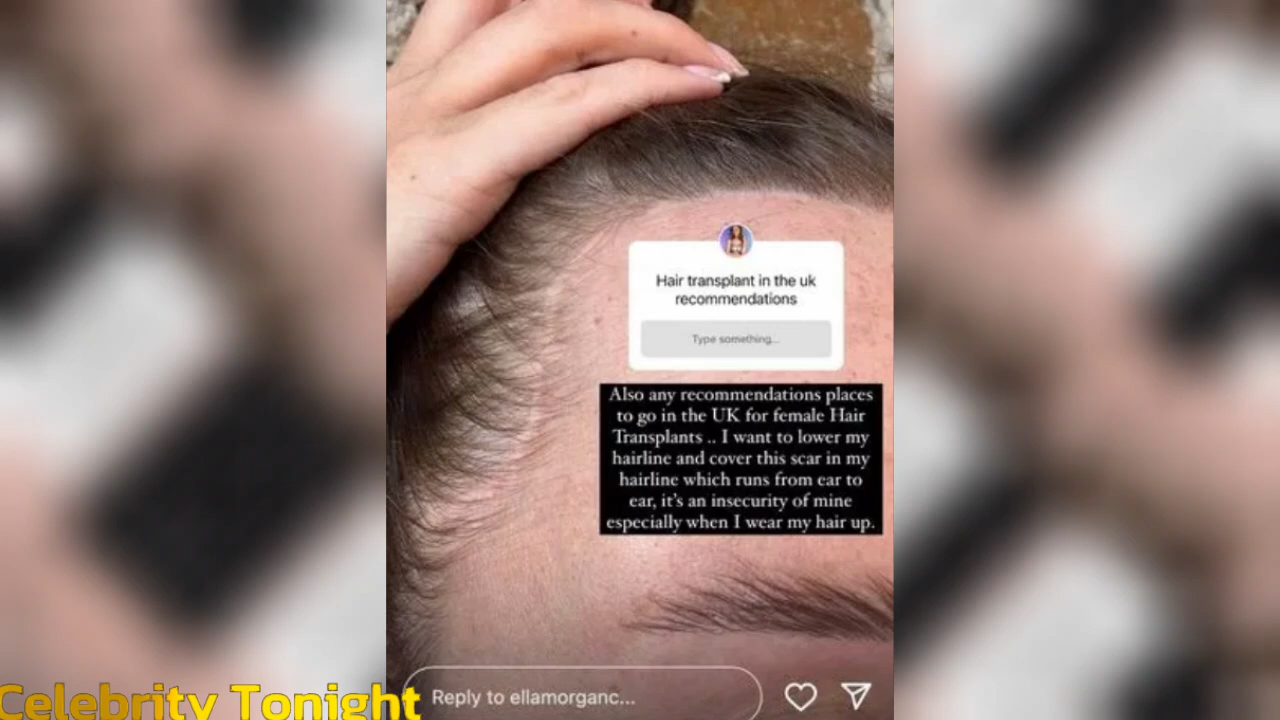 Hair transplant in the uk
recommendations
Type something...
Also any recommendations places
to go in the UK for female Hair
Transplants .. I want to lower my
hairline and cover this scar in my
hairline which runs from ear to
ear, it's an insecurity of mine
especially when I wear my hair up.
Reply to ellamorganc...
Celebrity Tonight